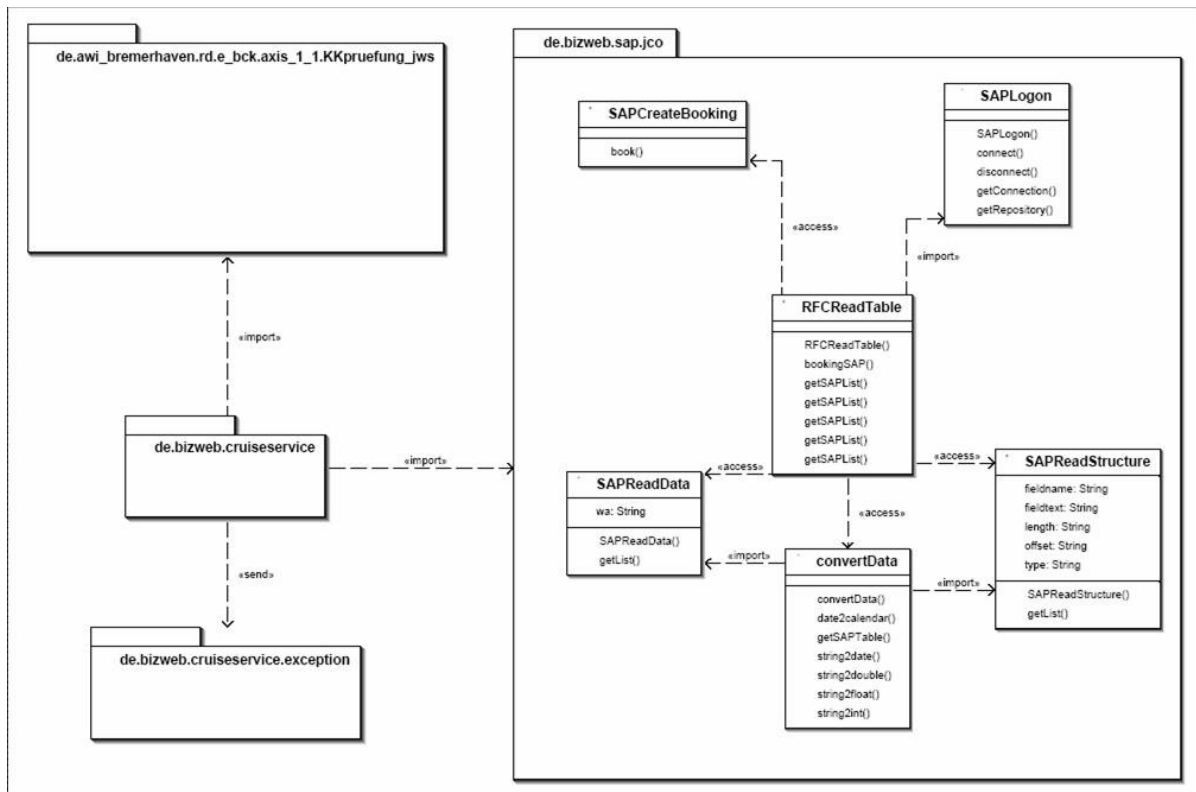 de.awi_bremerhaven.rd.e_bck.axis_1_1.KKpruefung_jws
«import»
de.bizweb.cruiseservice
«import»
«send»
de.bizweb.cruiseservice.exception
de.bizweb.sap.jco
SAPCreateBooking
book()
SAPLogon
SAPLogon()
connect()
disconnect()
getConnection()
getRepository()
«access»
«import»
RFCReadTable
RFCReadTable()
bookingSAP()
getSAPList()
getSAPList()
getSAPList()
getSAPList()
getSAPList()
«access»
«access»
SAPReadData
wa: String
SAPReadData()
getList()
«access»
SAPReadStructure
fieldname: String
fieldtext: String
length: String
offset: String
type: String
SAPReadStructure()
getList()
«import»
«import»
convertData
convertData()
date2calendar()
getSAPTable()
string2date()
string2double()
string2float()
string2int()